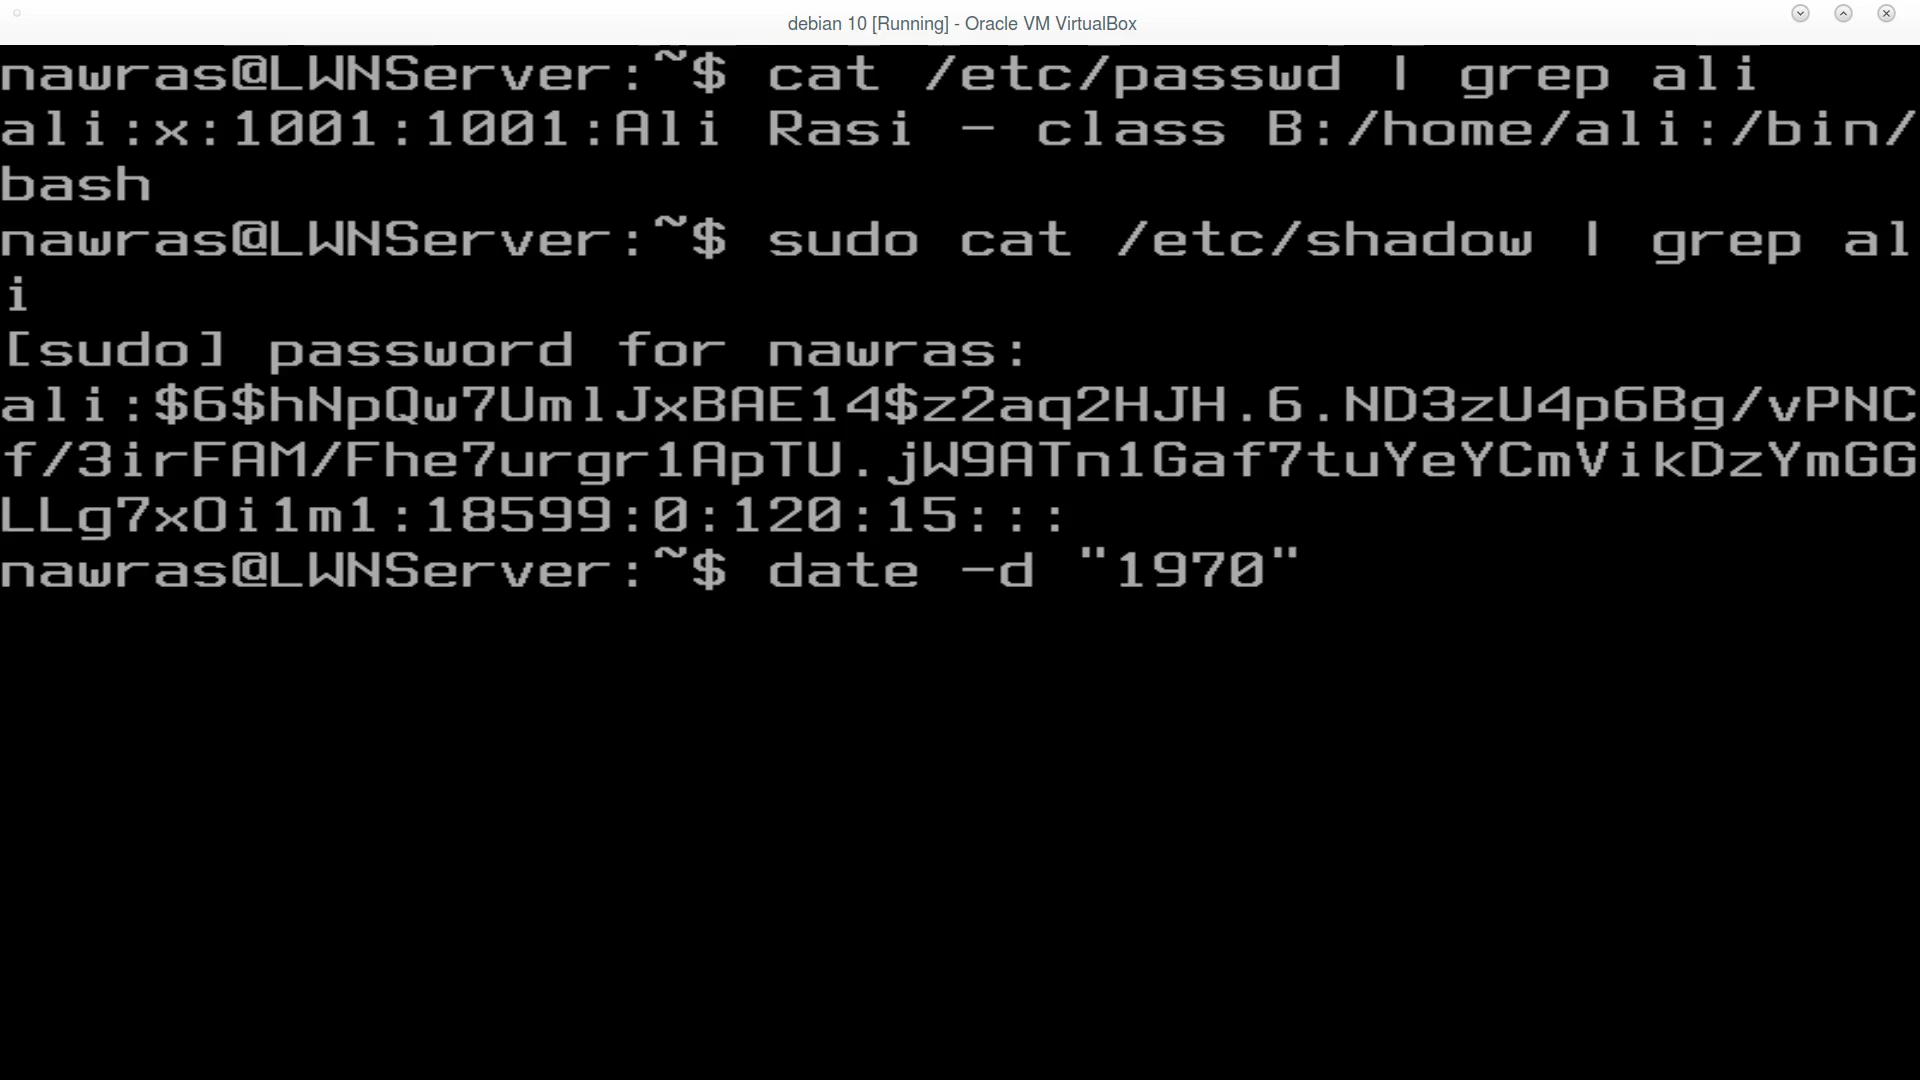 debian 10 [Running] - Oracle VM VirtualBox
nawras@LWNServer:~$ cat /etc/passwd | grep ali
ali:x:1001:1001:Ali Rasi - class B:/home/ali:/bin/
bash
nawras@LWNServer:~$ sudo cat /etc/shadow | grep al
i
[sudo] password for nawras:
ali:$6$hNpQw7UmlJxBAE14$z2aq2HJH.6.ND3zU4p6Bg/vPNC
f/3irFAM/Fhe7urgr1ApTU.jW9ATn1Gaf7tuYeYCmVikDzYmGG
LLg7xOi1m1:18599:0:120:15:::
nawras@LWNServer:~$ date -d "1970"